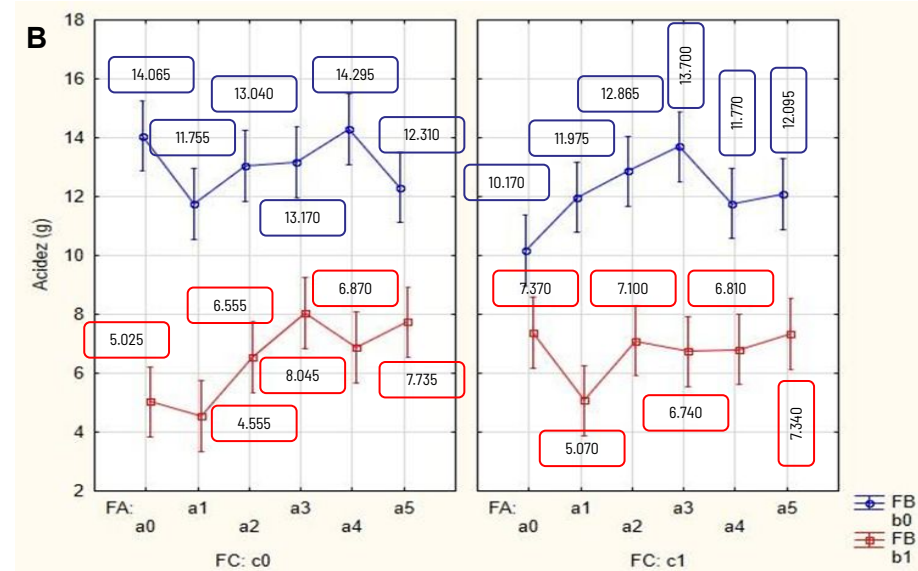 B
18
16
14
12
10
8
6
4
2
Acidez (g)
14.065
11.755
13.040
13.170
14.295
12.310
5.025
4.555
6.555
8.045
6.870
7.735
10.170
11.975
12.865
13.700
11.770
12.095
7.370
5.070
7.100
6.740
6.810
7.340
FA: a1 a3 a5
a0 a2 a4
FC: c0
FA: a1 a3 a5
a0 a2 a4
FC: c1
FB
b0
FB
b1